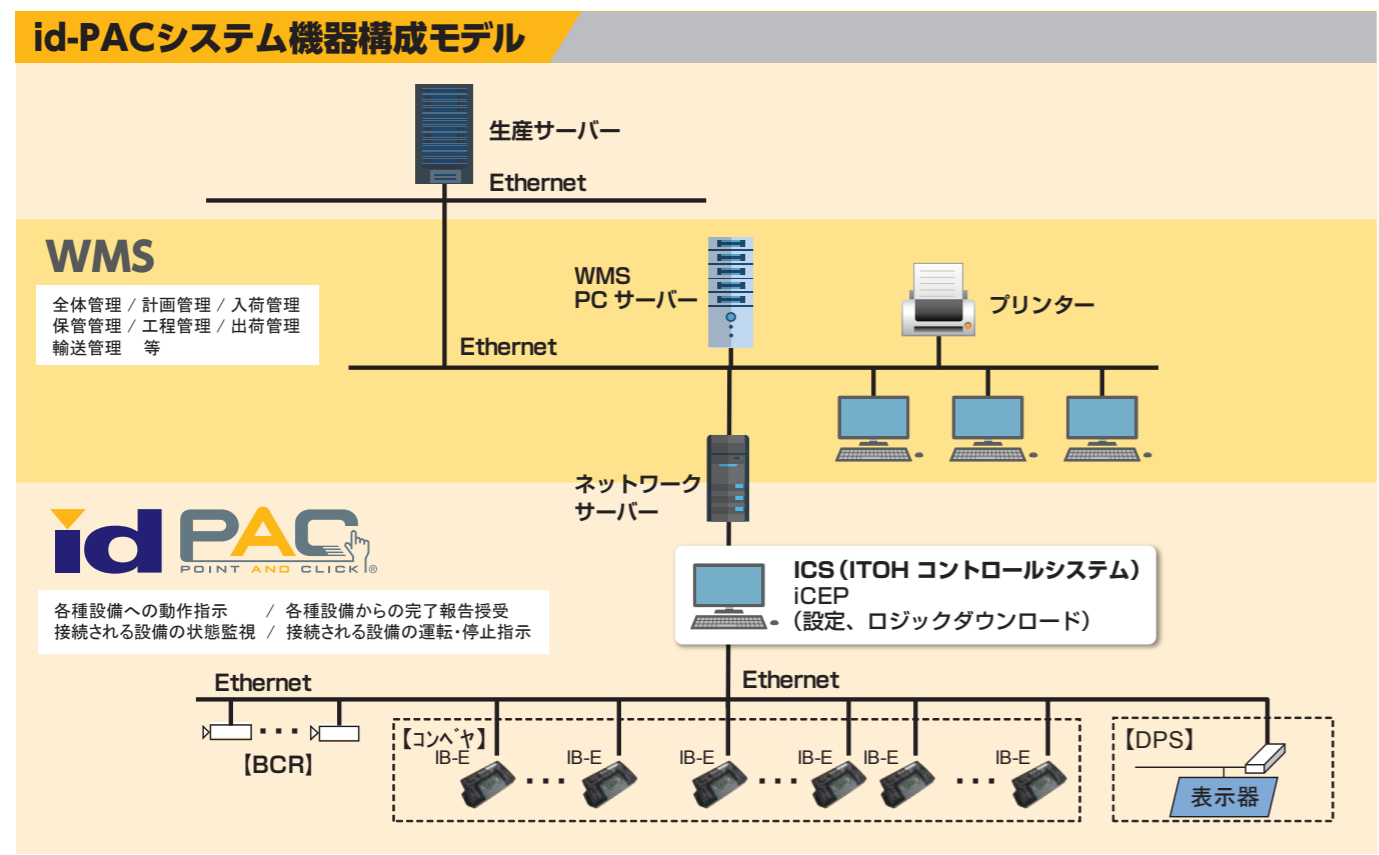 id-PACシステム機器構成モデル
生産サーバー
Ethernet
WMS
全体管理 / 計画管理 / 入荷管理
保管管理 / 工程管理 / 出荷管理
輸送管理　等
WMS
PC サーバー
プリンター
Ethernet
ネットワーク
サーバー
id PAC
POINT AND CLICK®
各種設備への動作指示　　/ 各種設備からの完了報告授受
接続される設備の状態監視 / 接続される設備の運転・停止指示
ICS（ITOH コントロールシステム）
iCEP
（設定、ロジックダウンロード）
Ethernet
Ethernet
【BCR】
【コンベヤ】
IB-E
IB-E
IB-E
IB-E
IB-E
IB-E
【DPS】
表示器